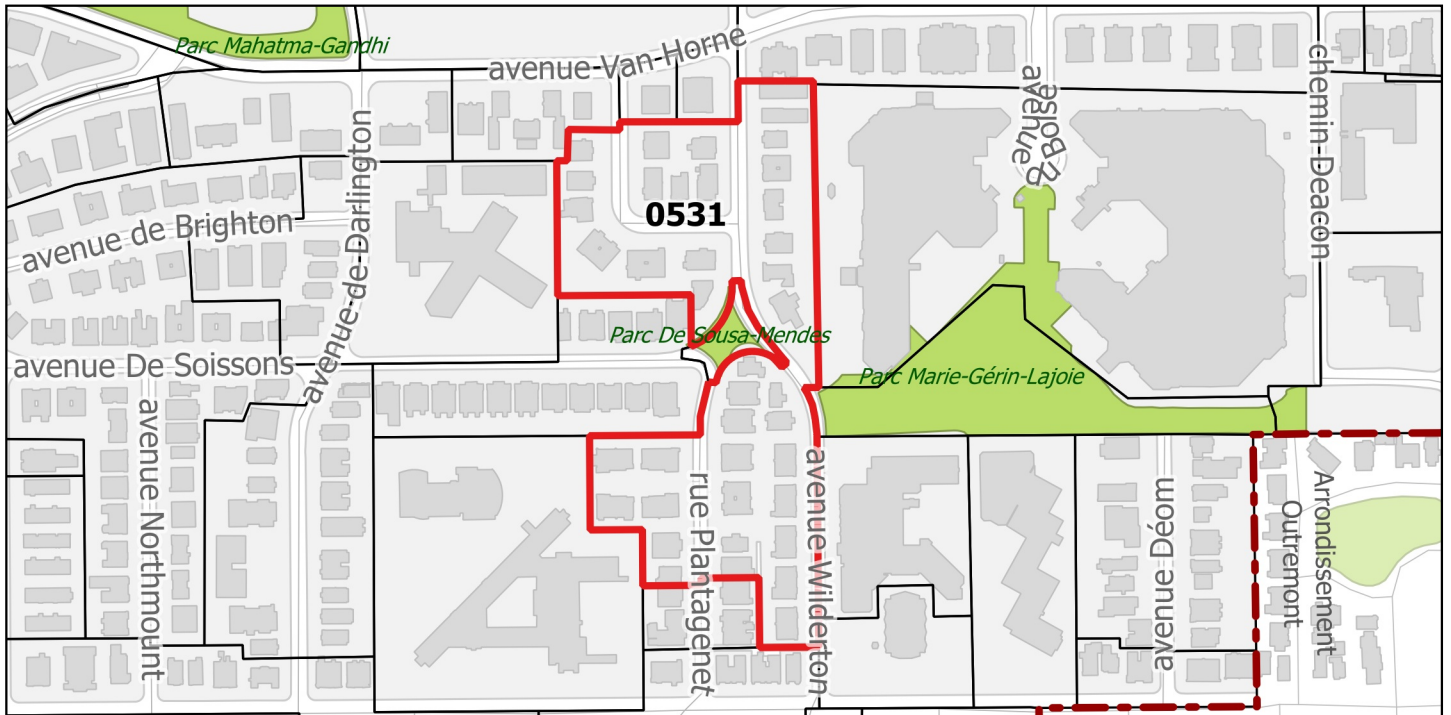 Parc Mahatma-Gandhi
avenue Van-Horne
avenue
Rousselot
chemin-Deacon
avenue-de-Darlington
0531
avenue de Brighton
Parc De Sousa-Mendes
avenue De Soissons
Parc Marie-Gérin-Lajoie
avenue Northmount
rue Plantagenet
avenue-Wilderton
avenue Déom
Arrondissement
Outremont